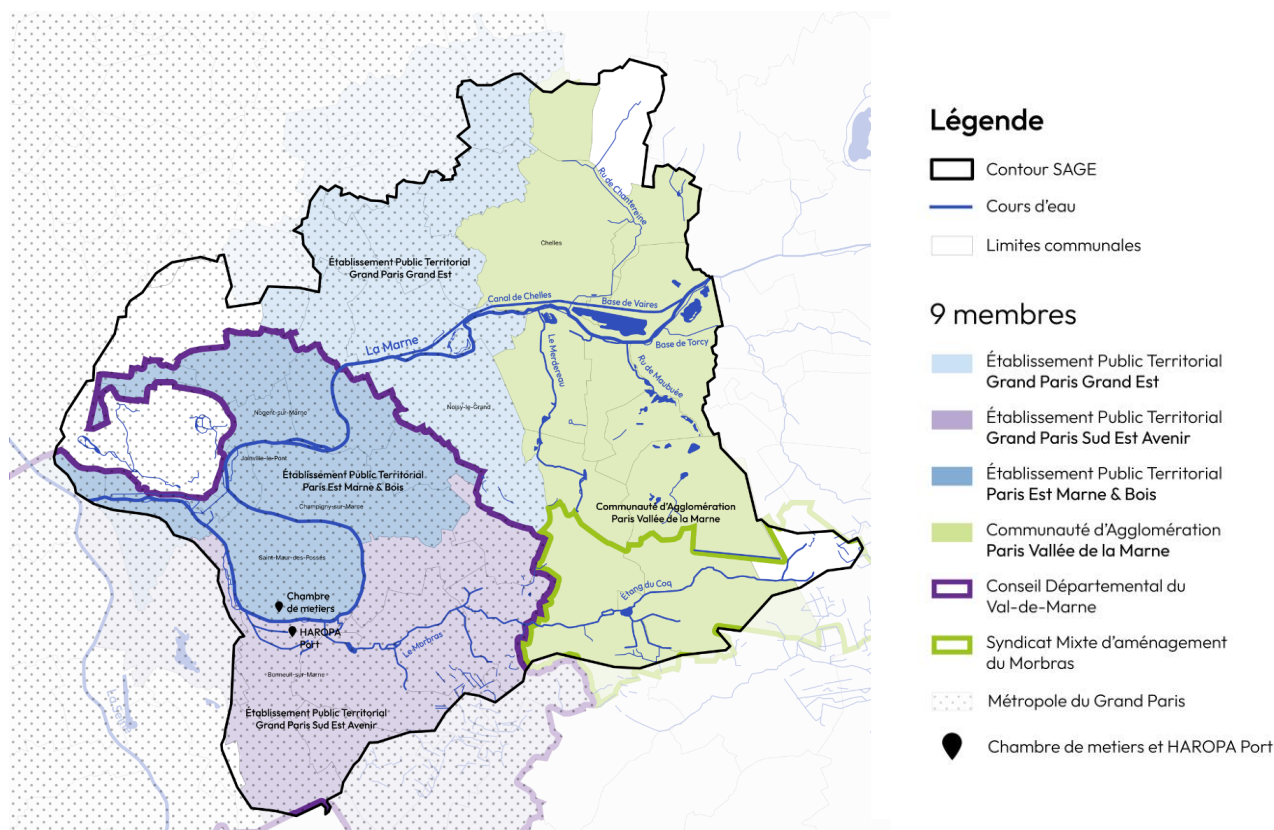 Ru de Chantereine
Chelles
Établissement Public Territorial
Grand Paris Grand Est
Canal de Chelles
Base de Vaires
La Marne
Base de Torcy
Le Merdereau
Ru de Maubuée
Nogent-sur-Marne
Noisy-le-Grand
Joinville-le-Pont
Établissement Public Territorial
Paris Est Marne & Bois
Champigny-sur-Marne
Communauté d'Agglomération
Paris Vallée de la Marne
Saint-Maur-des-Fossés
Étang du Coq
Chambre
de metiers
HAROPA
Port
Le Morbras
Bonneuil-sur-Marne
La Seine
Établissement Public Territorial
Grand Paris Sud Est Avenir
Légende
Contour SAGE
Cours d'eau
Limites communales
9 membres
Établissement Public Territorial
Grand Paris Grand Est
Établissement Public Territorial
Grand Paris Sud Est Avenir
Établissement Public Territorial
Paris Est Marne & Bois
Communauté d'Agglomération
Paris Vallée de la Marne
Conseil Départemental du
Val-de-Marne
Syndicat Mixte d'aménagement
du Morbras
Métropole du Grand Paris
Chambre de metiers et HAROPA Port